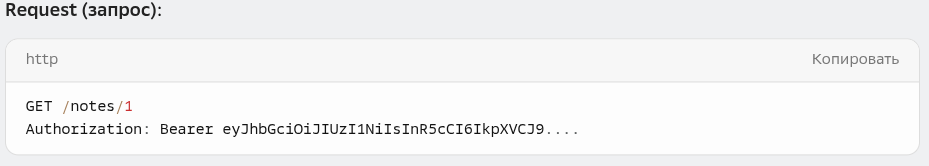 Request (запрос):
http
Копировать
GET /notes/1
Authorization: Bearer eyJhbGciOiJIUzI1NiIsInR5cCI6IkpXVCJ9....